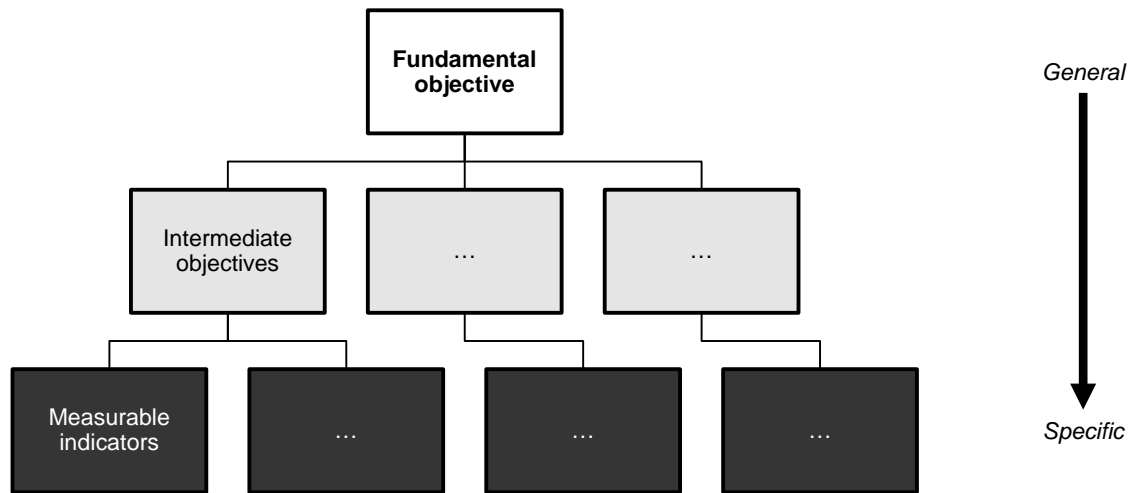 Fundamental
objective
General
Intermediate
objectives
…
…
Measurable
indicators
…
…
…
Specific